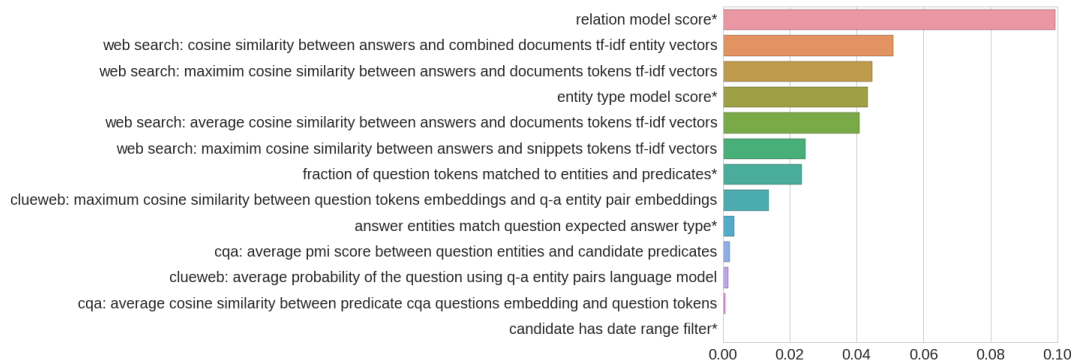 relation model score*
web search: cosine similarity between answers and combined documents tf-idf entity vectors
web search: maximim cosine similarity between answers and documents tokens tf-idf vectors
entity type model score*
web search: average cosine similarity between answers and documents tokens tf-idf vectors
web search: maximim cosine similarity between answers and snippets tokens tf-idf vectors
fraction of question tokens matched to entities and predicates*
clueweb: maximum cosine similarity between question tokens embeddings and q-a entity pair embeddings
answer entities match question expected answer type*
cqa: average pmi score between question entities and candidate predicates
clueweb: average probability of the question using q-a entity pairs language model
cqa: average cosine similarity between predicate cqa questions embedding and question tokens
candidate has date range filter*
0.00 0.02 0.04 0.06 0.08 0.10